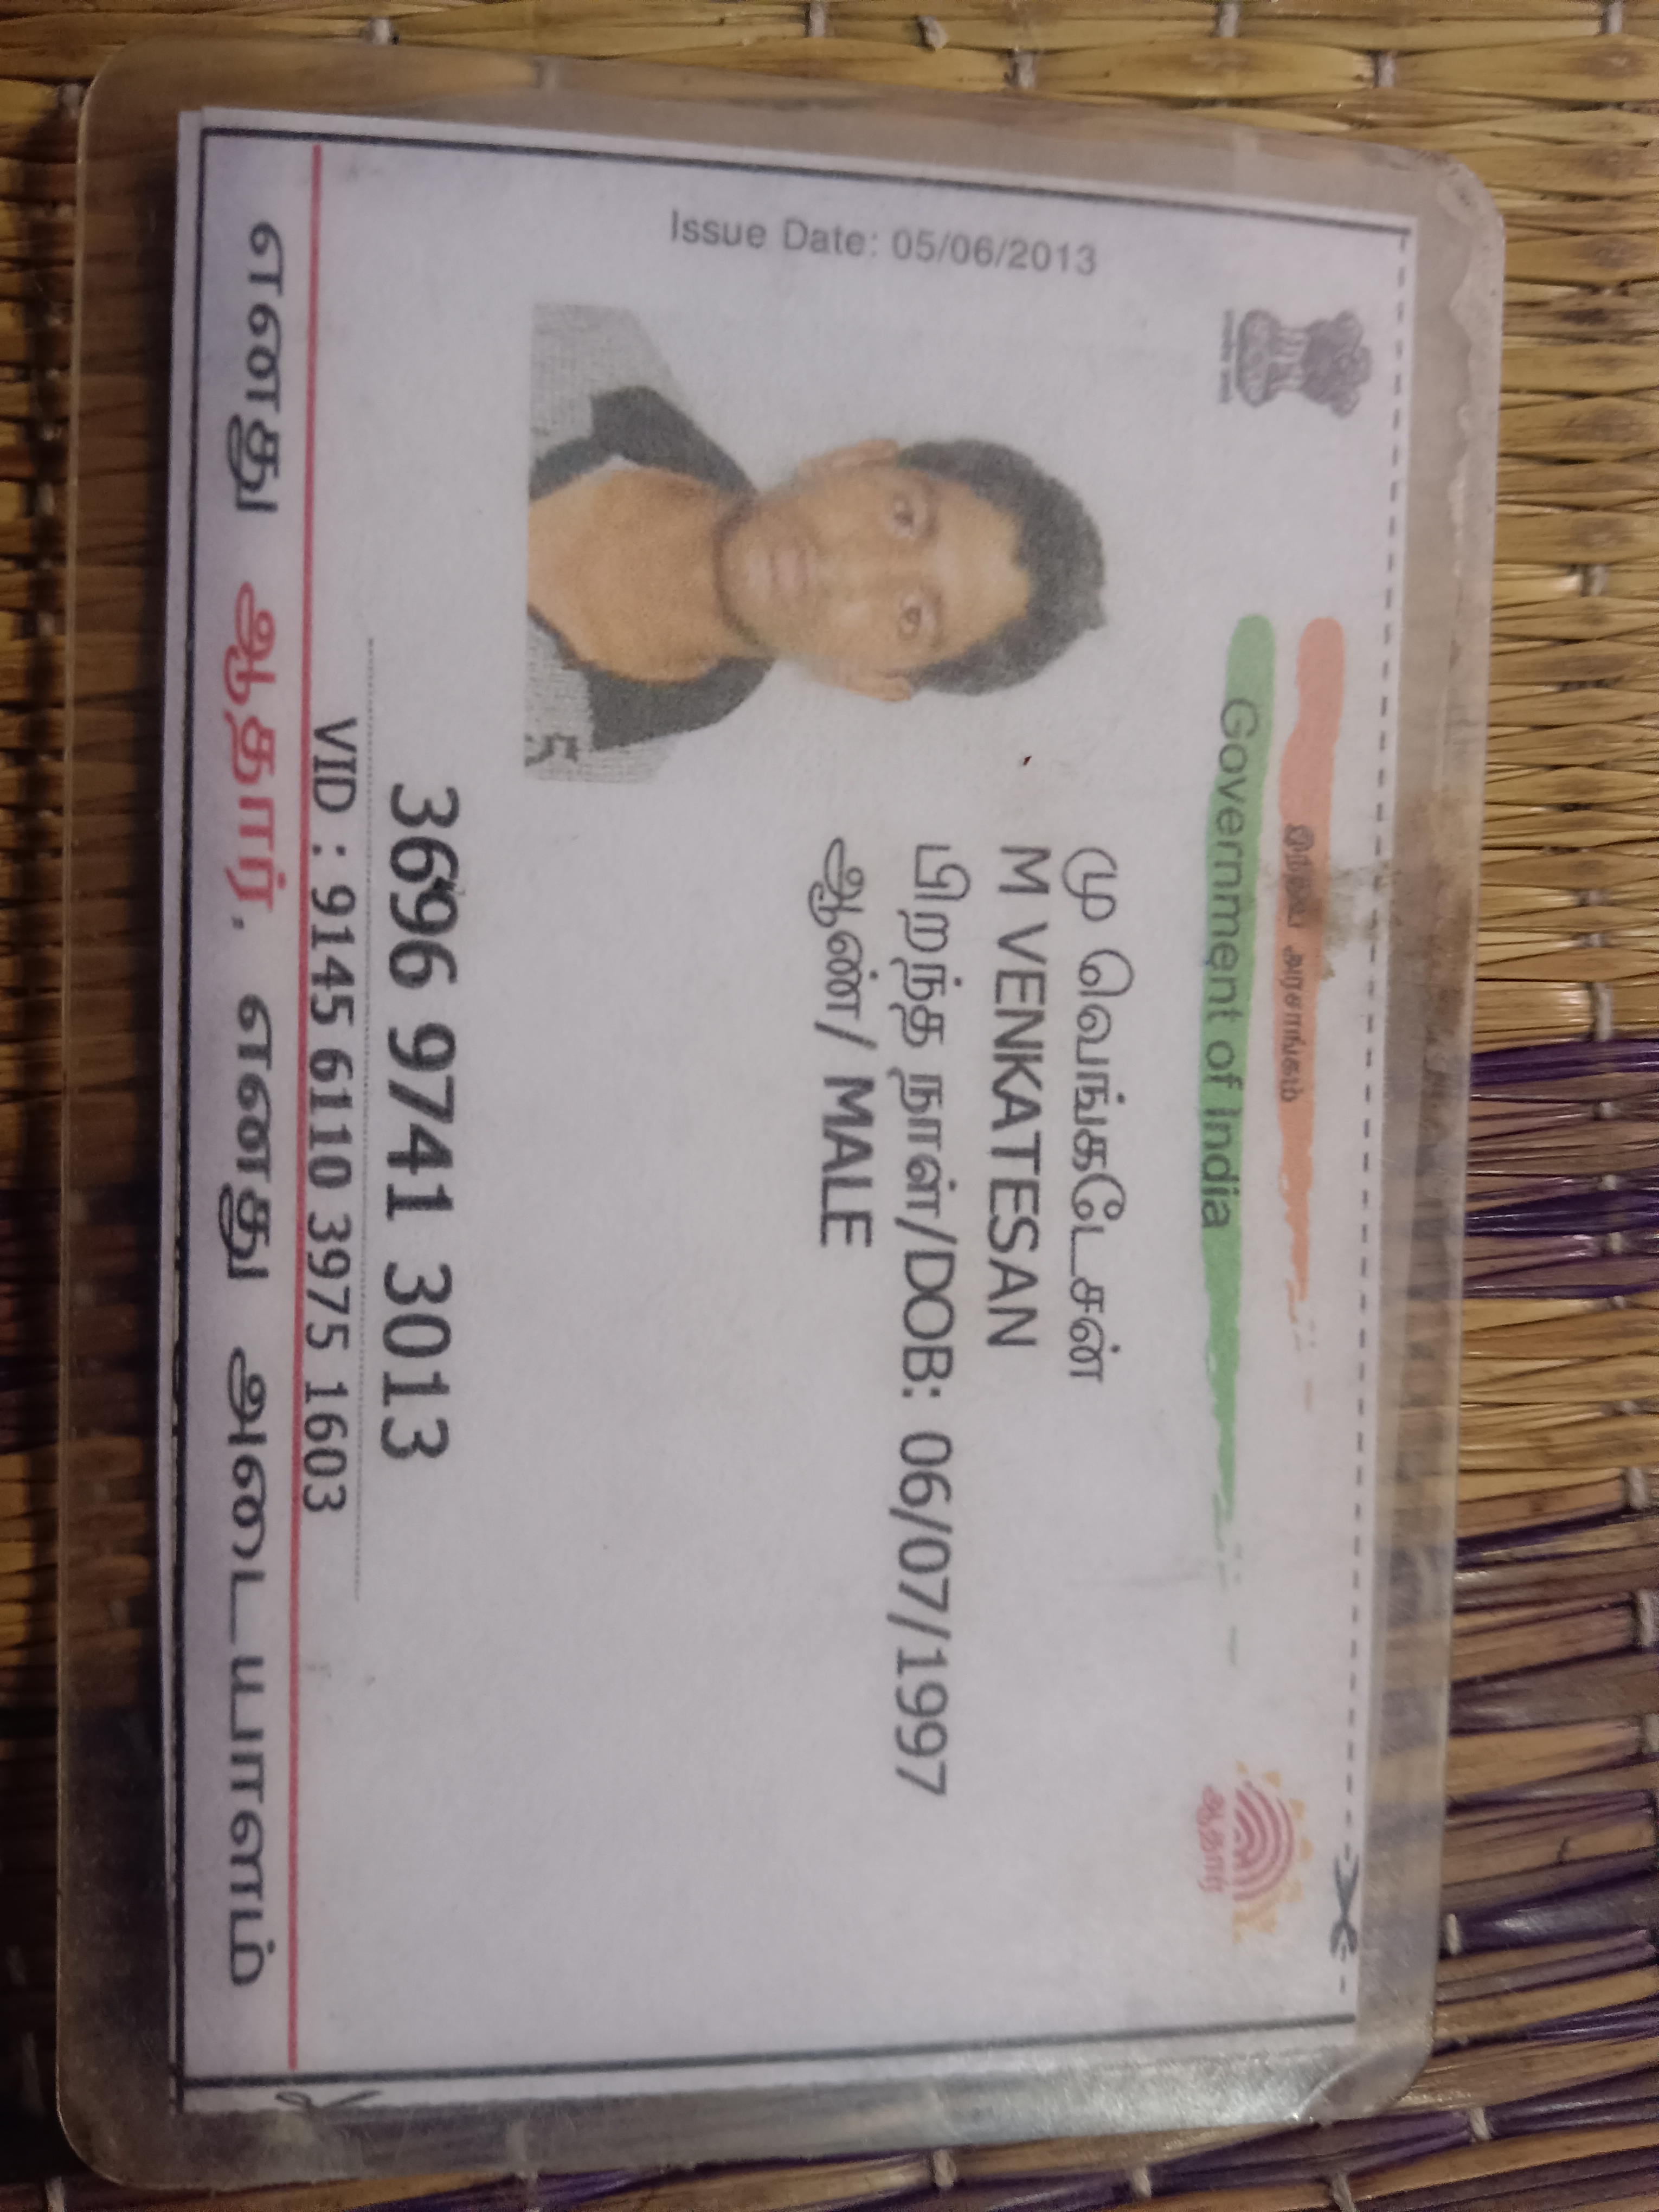 இந்திய அரசாங்கம்
Government of India
Issue Date: 05/06/2013
மு வெங்கடேசன்
M VENKATESAN
பிறந்த நாள்/DOB: 06/07/1997
ஆண்/ MALE
3696 9741 3013
VID : 9145 6110 3975 1603
எனது ஆதார், எனது அடையாளம்
ஆதார்